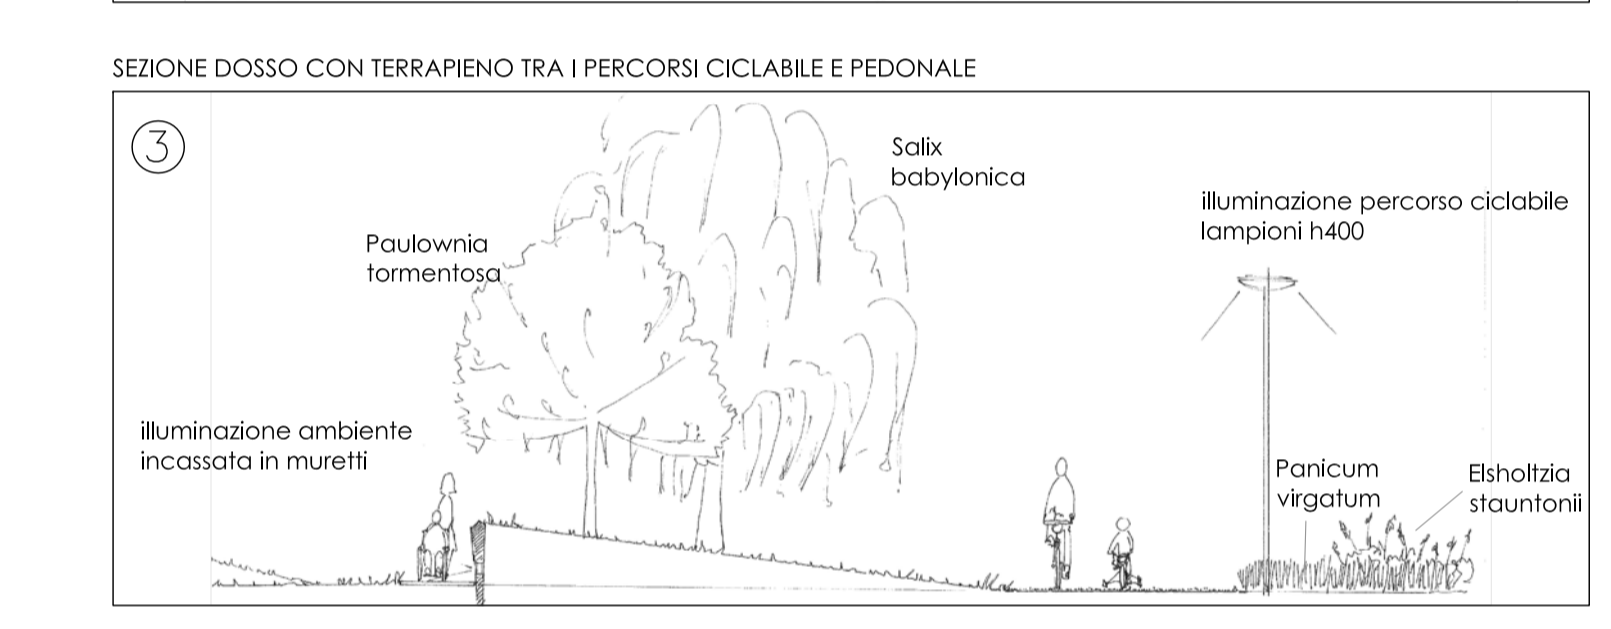 SEZIONE DOSSO CON TERRAPIENO TRA I PERCORSI CICLABILE E PEDONALE
3
Salix
babylonica
illuminazione percorso ciclabile
lampioni h400
Paulownia
tormentosa
illuminazione ambiente
incassata in muretti
Panicum
virgatum
Elsholtzia
stauntonii